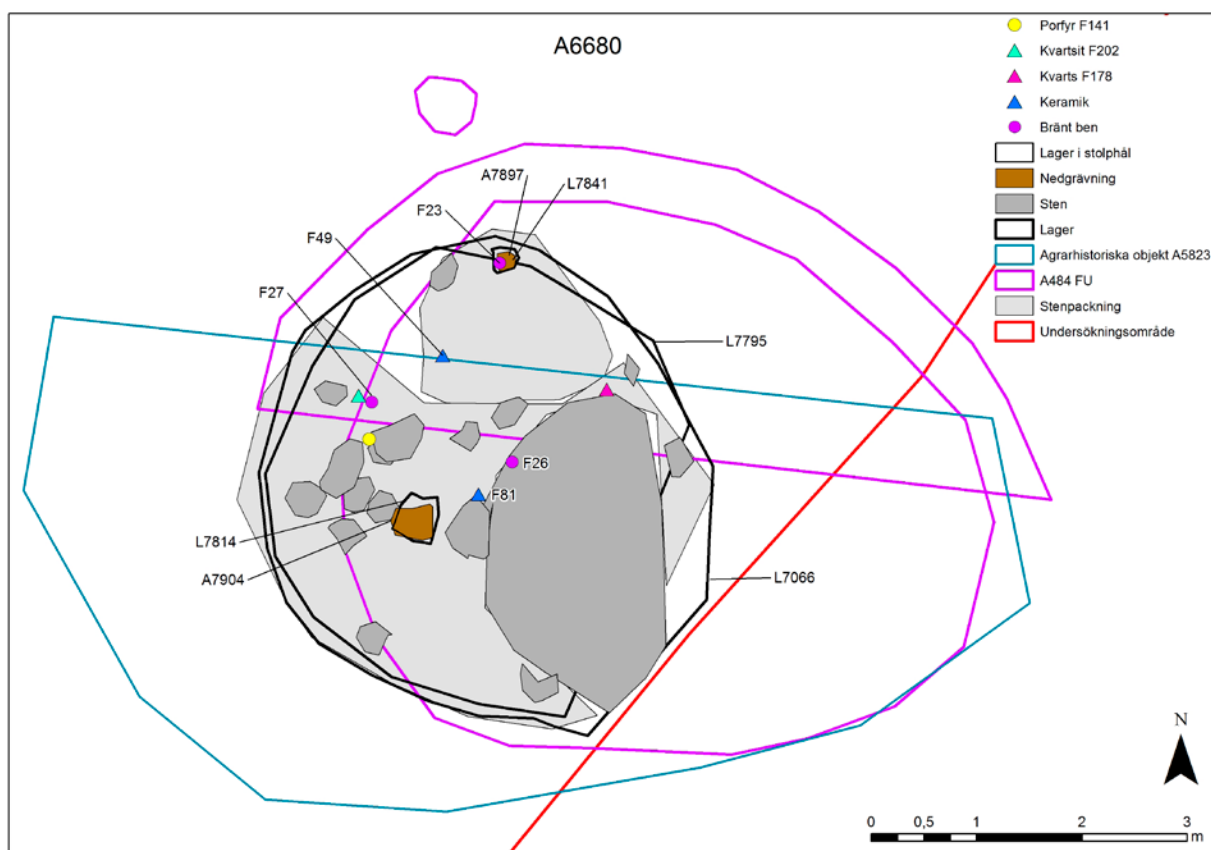 A6680
Porfyr F141
Kvartsit F202
Kvarts F178
Keramik
Bränt ben
Lager i stolphål
Nedgrävning
Sten
Lager
Agrarhistoriska objekt A5823
A484 FU
Stenpackning
Undersökningsområde
A7897
L7841
F23
F49
F27
L7795
F26
F81
L7814
A7904
L7066
N
0 0,5 1 2 3
m